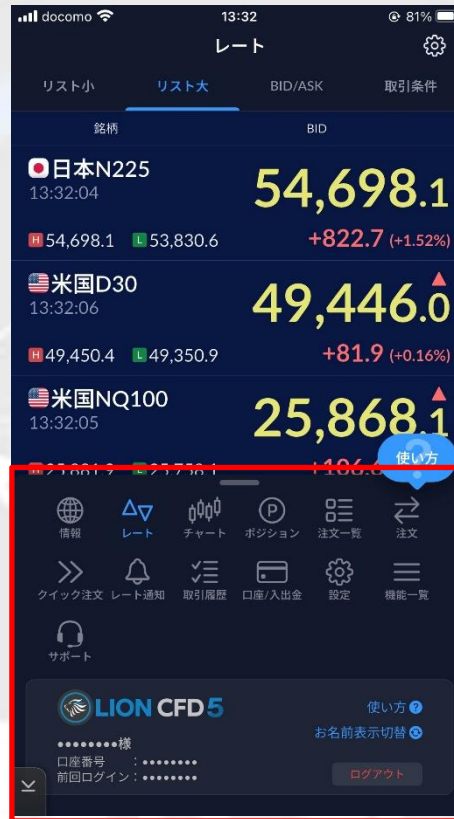 docomo 13:32 81%
レート
リスト小 リスト大 BID/ASK 取引条件
銘柄 BID
日本N225
13:32:04
54,698.1
H 54,698.1 L 53,830.6 +822.7 (+1.52%)
米国D30
13:32:06
49,446.0
H 49,450.4 L 49,350.9 +81.9 (+0.16%)
米国NQ100
13:32:05
25,868.1
使い方
情報 レート チャート ポジション 注文一覧 注文
クイック注文 レート通知 取引履歴 口座/入出金 設定 機能一覧
サポート
LION CFD 5
使い方 ?
お名前表示切替
••••••••様
口座番号 :••••••••
前回ログイン:••••••••
ログアウト